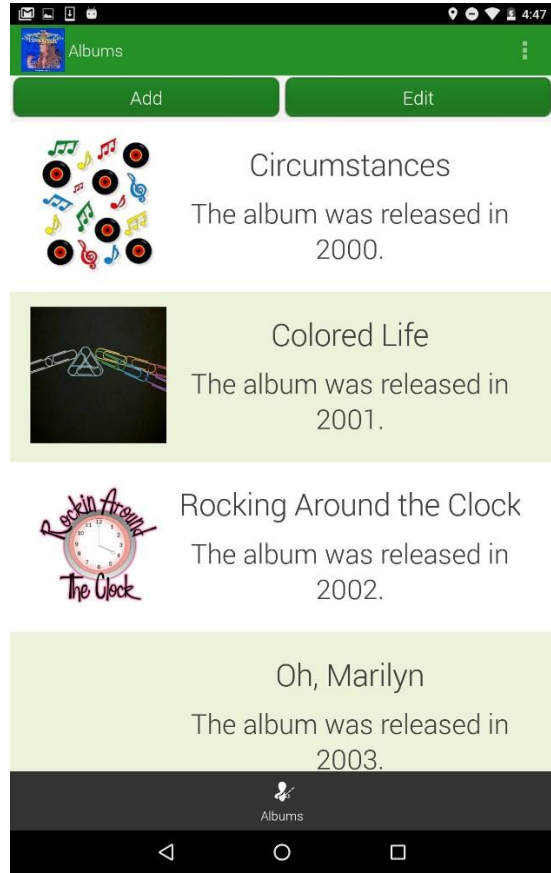 4:47
Albums
Add
Edit
Circumstances
The album was released in
2000.
Colored Life
The album was released in
2001.
Rockin Around
The Clock
Rocking Around the Clock
The album was released in
2002.
Oh, Marilyn
The album was released in
2003.
Albums